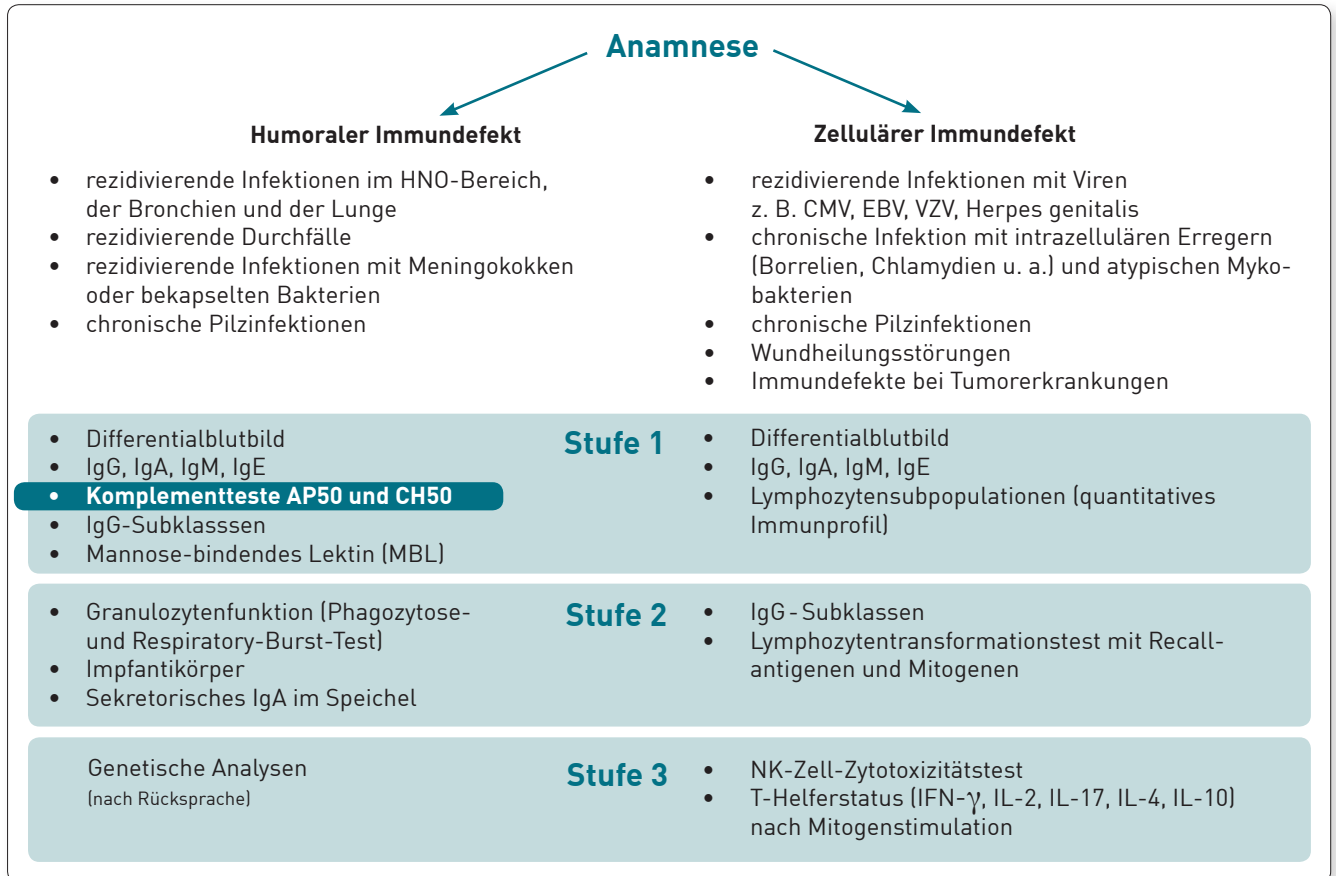 Anamnese
Humoraler Immundefekt
• rezidivierende Infektionen im HNO-Bereich,
der Bronchien und der Lunge
• rezidivierende Durchfälle
• rezidivierende Infektionen mit Meningokokken
oder bekapselten Bakterien
• chronische Pilzinfektionen
Zellulärer Immundefekt
• rezidivierende Infektionen mit Viren
z. B. CMV, EBV, VZV, Herpes genitalis
• chronische Infektion mit intrazellulären Erregern
(Borrelien, Chlamydien u. a.) und atypischen Myko-
bakterien
• chronische Pilzinfektionen
• Wundheilungsstörungen
• Immundefekte bei Tumorerkrankungen
Stufe 1
• Differentialblutbild
• IgG, IgA, IgM, IgE
• Komplementteste AP50 und CH50
• IgG-Subklasssen
• Mannose-bindendes Lektin (MBL)
• Differentialblutbild
• IgG, IgA, IgM, IgE
• Lymphozytensubpopulationen (quantitatives
Immunprofil)
Stufe 2
• Granulozytenfunktion (Phagozytose-
und Respiratory-Burst-Test)
• Impfantikörper
• Sekretorisches IgA im Speichel
• IgG - Subklassen
• Lymphozytentransformationstest mit Recall-
antigenen und Mitogenen
Stufe 3
Genetische Analysen
(nach Rücksprache)
• NK-Zell-Zytotoxizitätstest
• T-Helferstatus (IFN-γ, IL-2, IL-17, IL-4, IL-10)
nach Mitogenstimulation